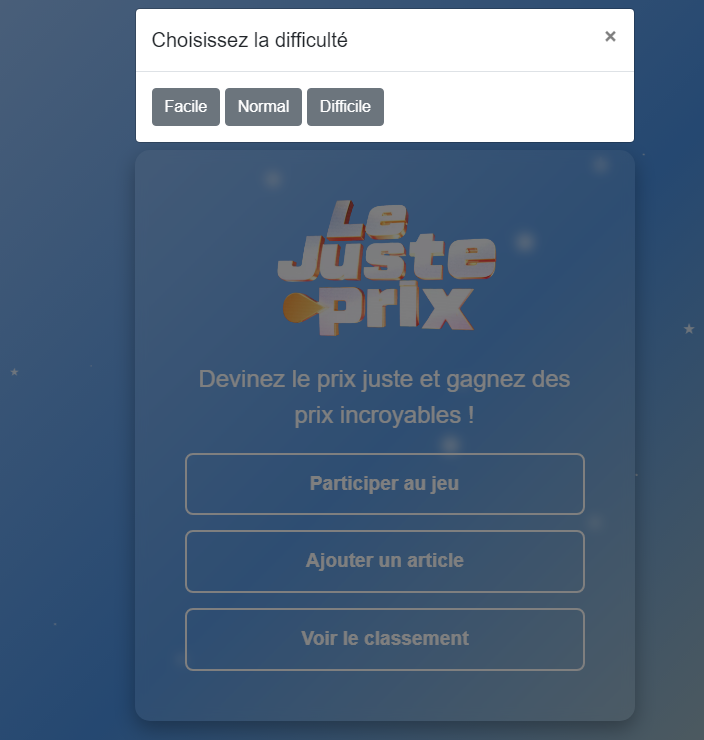 Choisissez la difficulté ×
Facile Normal Difficile
Le
Juste
prix
Devinez le prix juste et gagnez des
prix incroyables !
Participer au jeu
Ajouter un article
Voir le classement